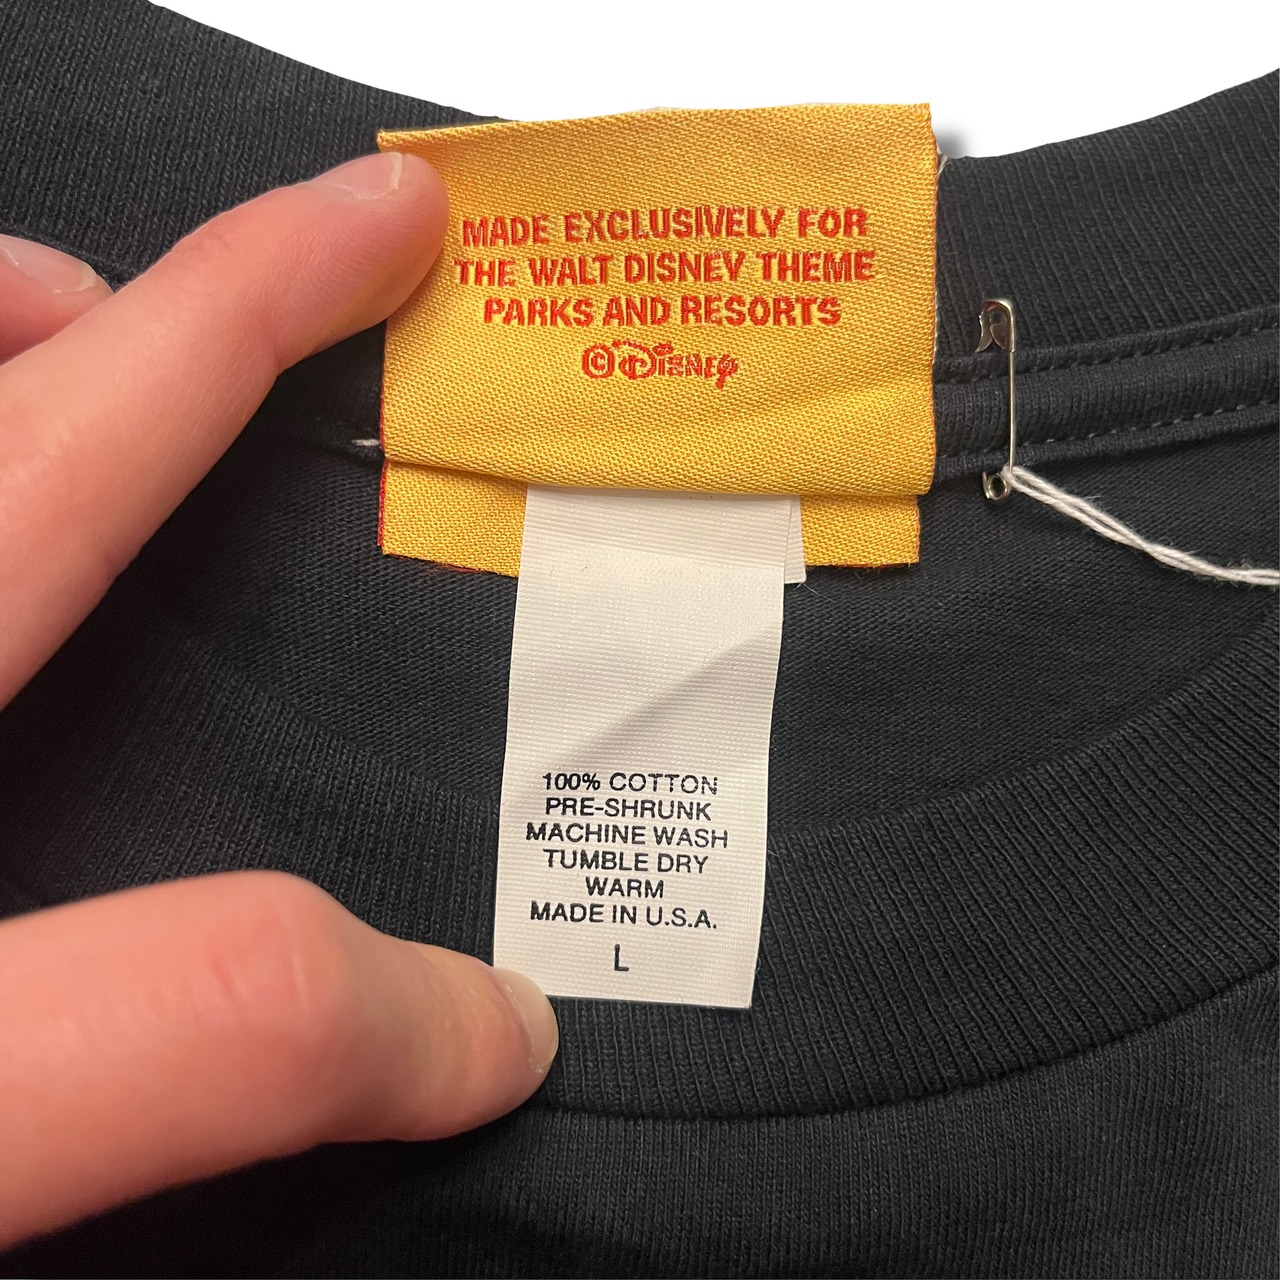 MADE EXCLUSIVELY FOR
THE WALT DISNEY THEME
PARKS AND RESORTS
©Disney
100% COTTON
PRE-SHRUNK
MACHINE WASH
TUMBLE DRY
WARM
MADE IN U.S.A.
L